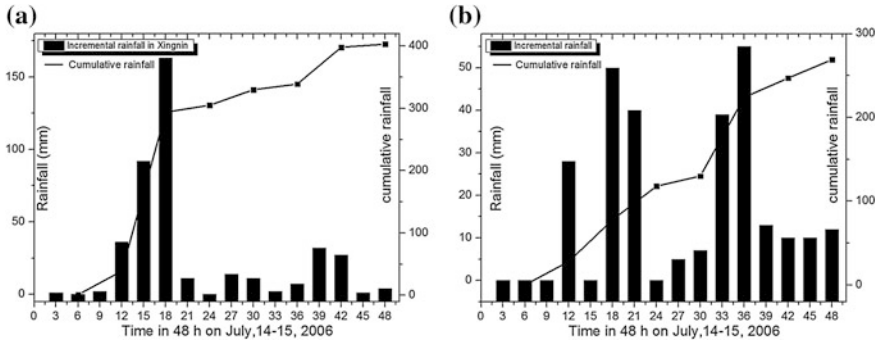 (a)
Incremental rainfall in Xingnin
Cumulative rainfall
Rainfall (mm)
150
100
50
0
cumulative rainfall
400
300
200
100
0
0 3 6 9 12 15 18 21 24 27 30 33 36 39 42 45 48
(b)
Incremental rainfall
Cumulative rainfall
Rainfall (mm)
50
40
30
20
10
0
cumulative rainfall
300
200
100
0
0 3 6 9 12 15 18 21 24 27 30 33 36 39 42 45 48
Time in 48 h on July,14-15, 2006
Time in 48 h on July,14-15, 2006